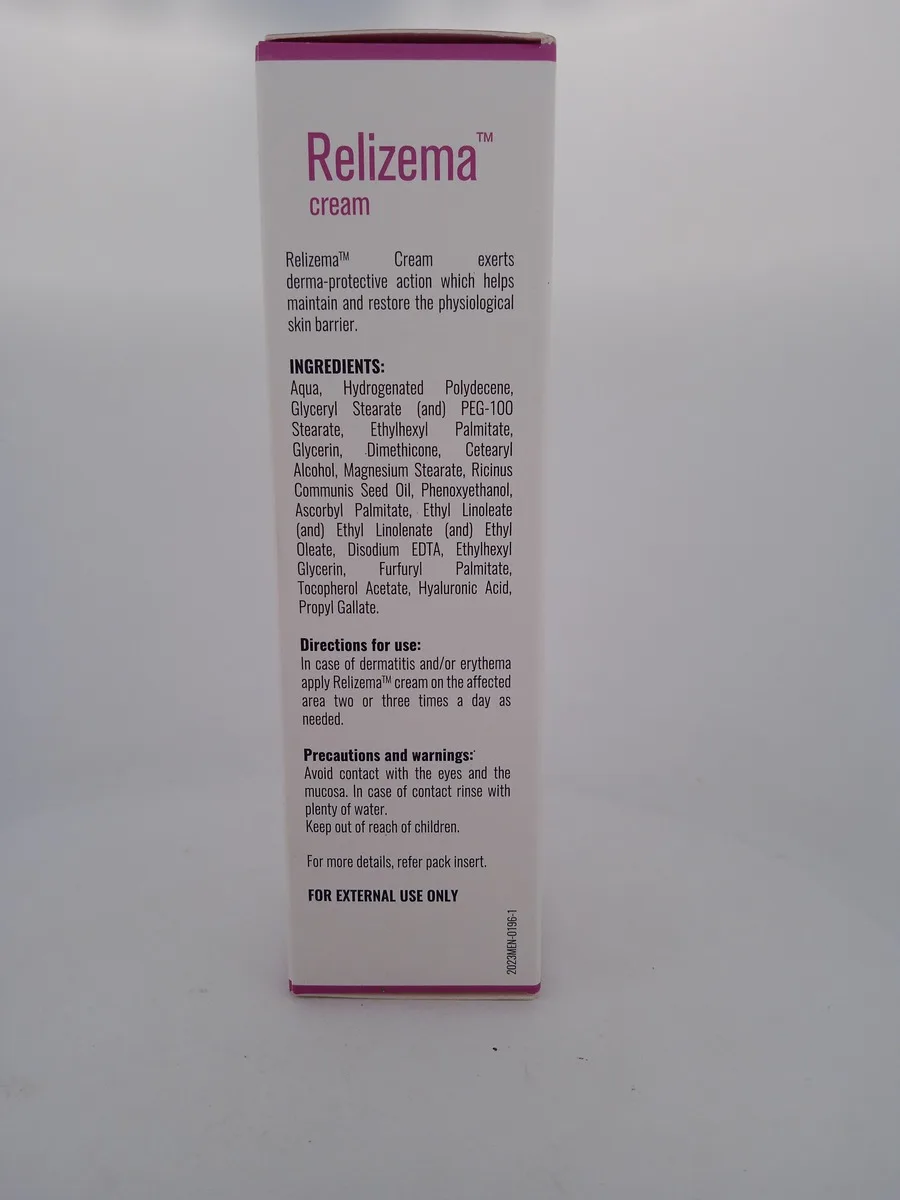 Relizema™
cream
Relizema™ Cream exerts
derma-protective action which helps
maintain and restore the physiological
skin barrier.
INGREDIENTS:
Aqua, Hydrogenated Polydecene,
Glyceryl Stearate (and) PEG-100
Stearate, Ethylhexyl Palmitate,
Glycerin, Dimethicone, Cetearyl
Alcohol, Magnesium Stearate, Ricinus
Communis Seed Oil, Phenoxyethanol,
Ascorbyl Palmitate, Ethyl Linoleate
(and) Ethyl Linolenate (and) Ethyl
Oleate, Disodium EDTA, Ethylhexyl
Glycerin, Furfuryl Palmitate,
Tocopherol Acetate, Hyaluronic Acid,
Propyl Gallate.
Directions for use:
In case of dermatitis and/or erythema
apply Relizema™ cream on the affected
area two or three times a day as
needed.
Precautions and warnings:
Avoid contact with the eyes and the
mucosa. In case of contact rinse with
plenty of water.
Keep out of reach of children.
For more details, refer pack insert.
FOR EXTERNAL USE ONLY
2023MEN-0196-1